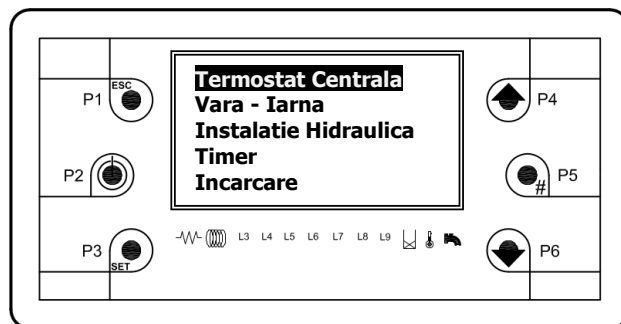 ESC
P1
P2
P3
SET
Termostat Centrala
Vara - Iarna
Instalatie Hidraulica
Timer
Incarcare
L3 L4 L5 L6 L7 L8 L9
P4
P5
#
P6